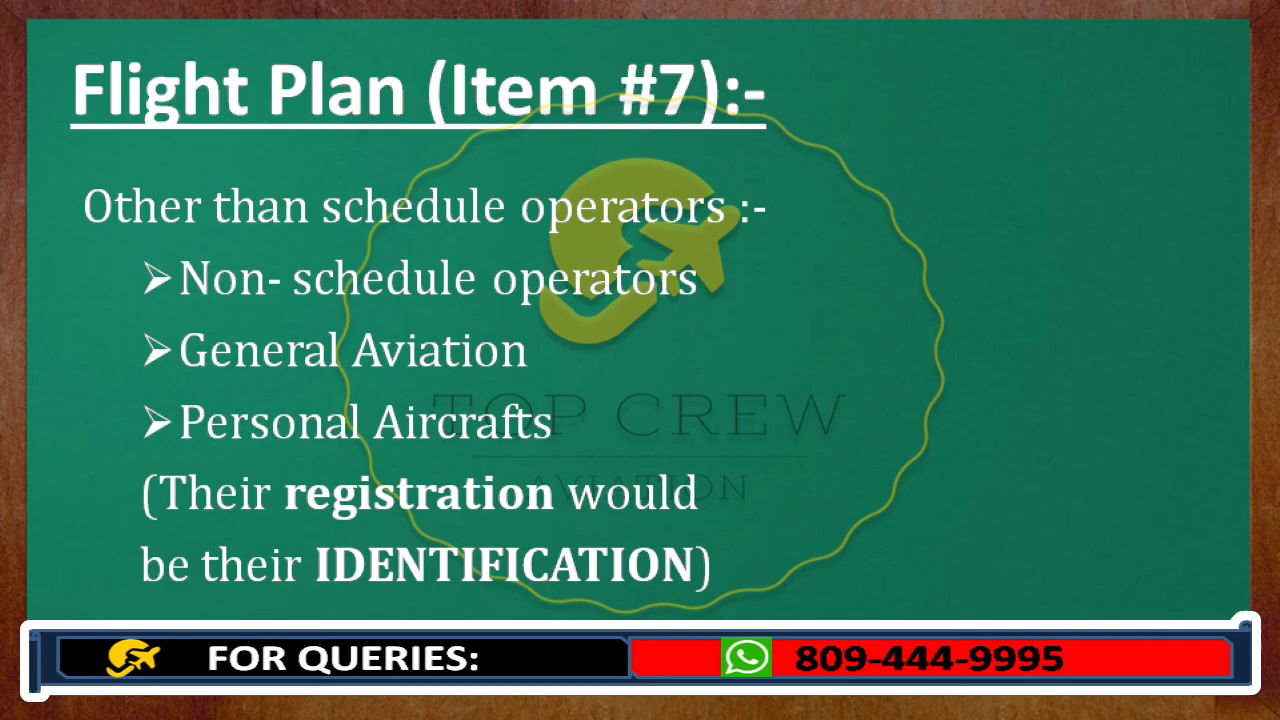 Flight Plan (Item #7):-
Other than schedule operators :-
➢Non- schedule operators
➢General Aviation
➢Personal Aircrafts
(Their registration would
be their IDENTIFICATION)
TOP CREW
AVIATION
FOR QUERIES:
809-444-9995